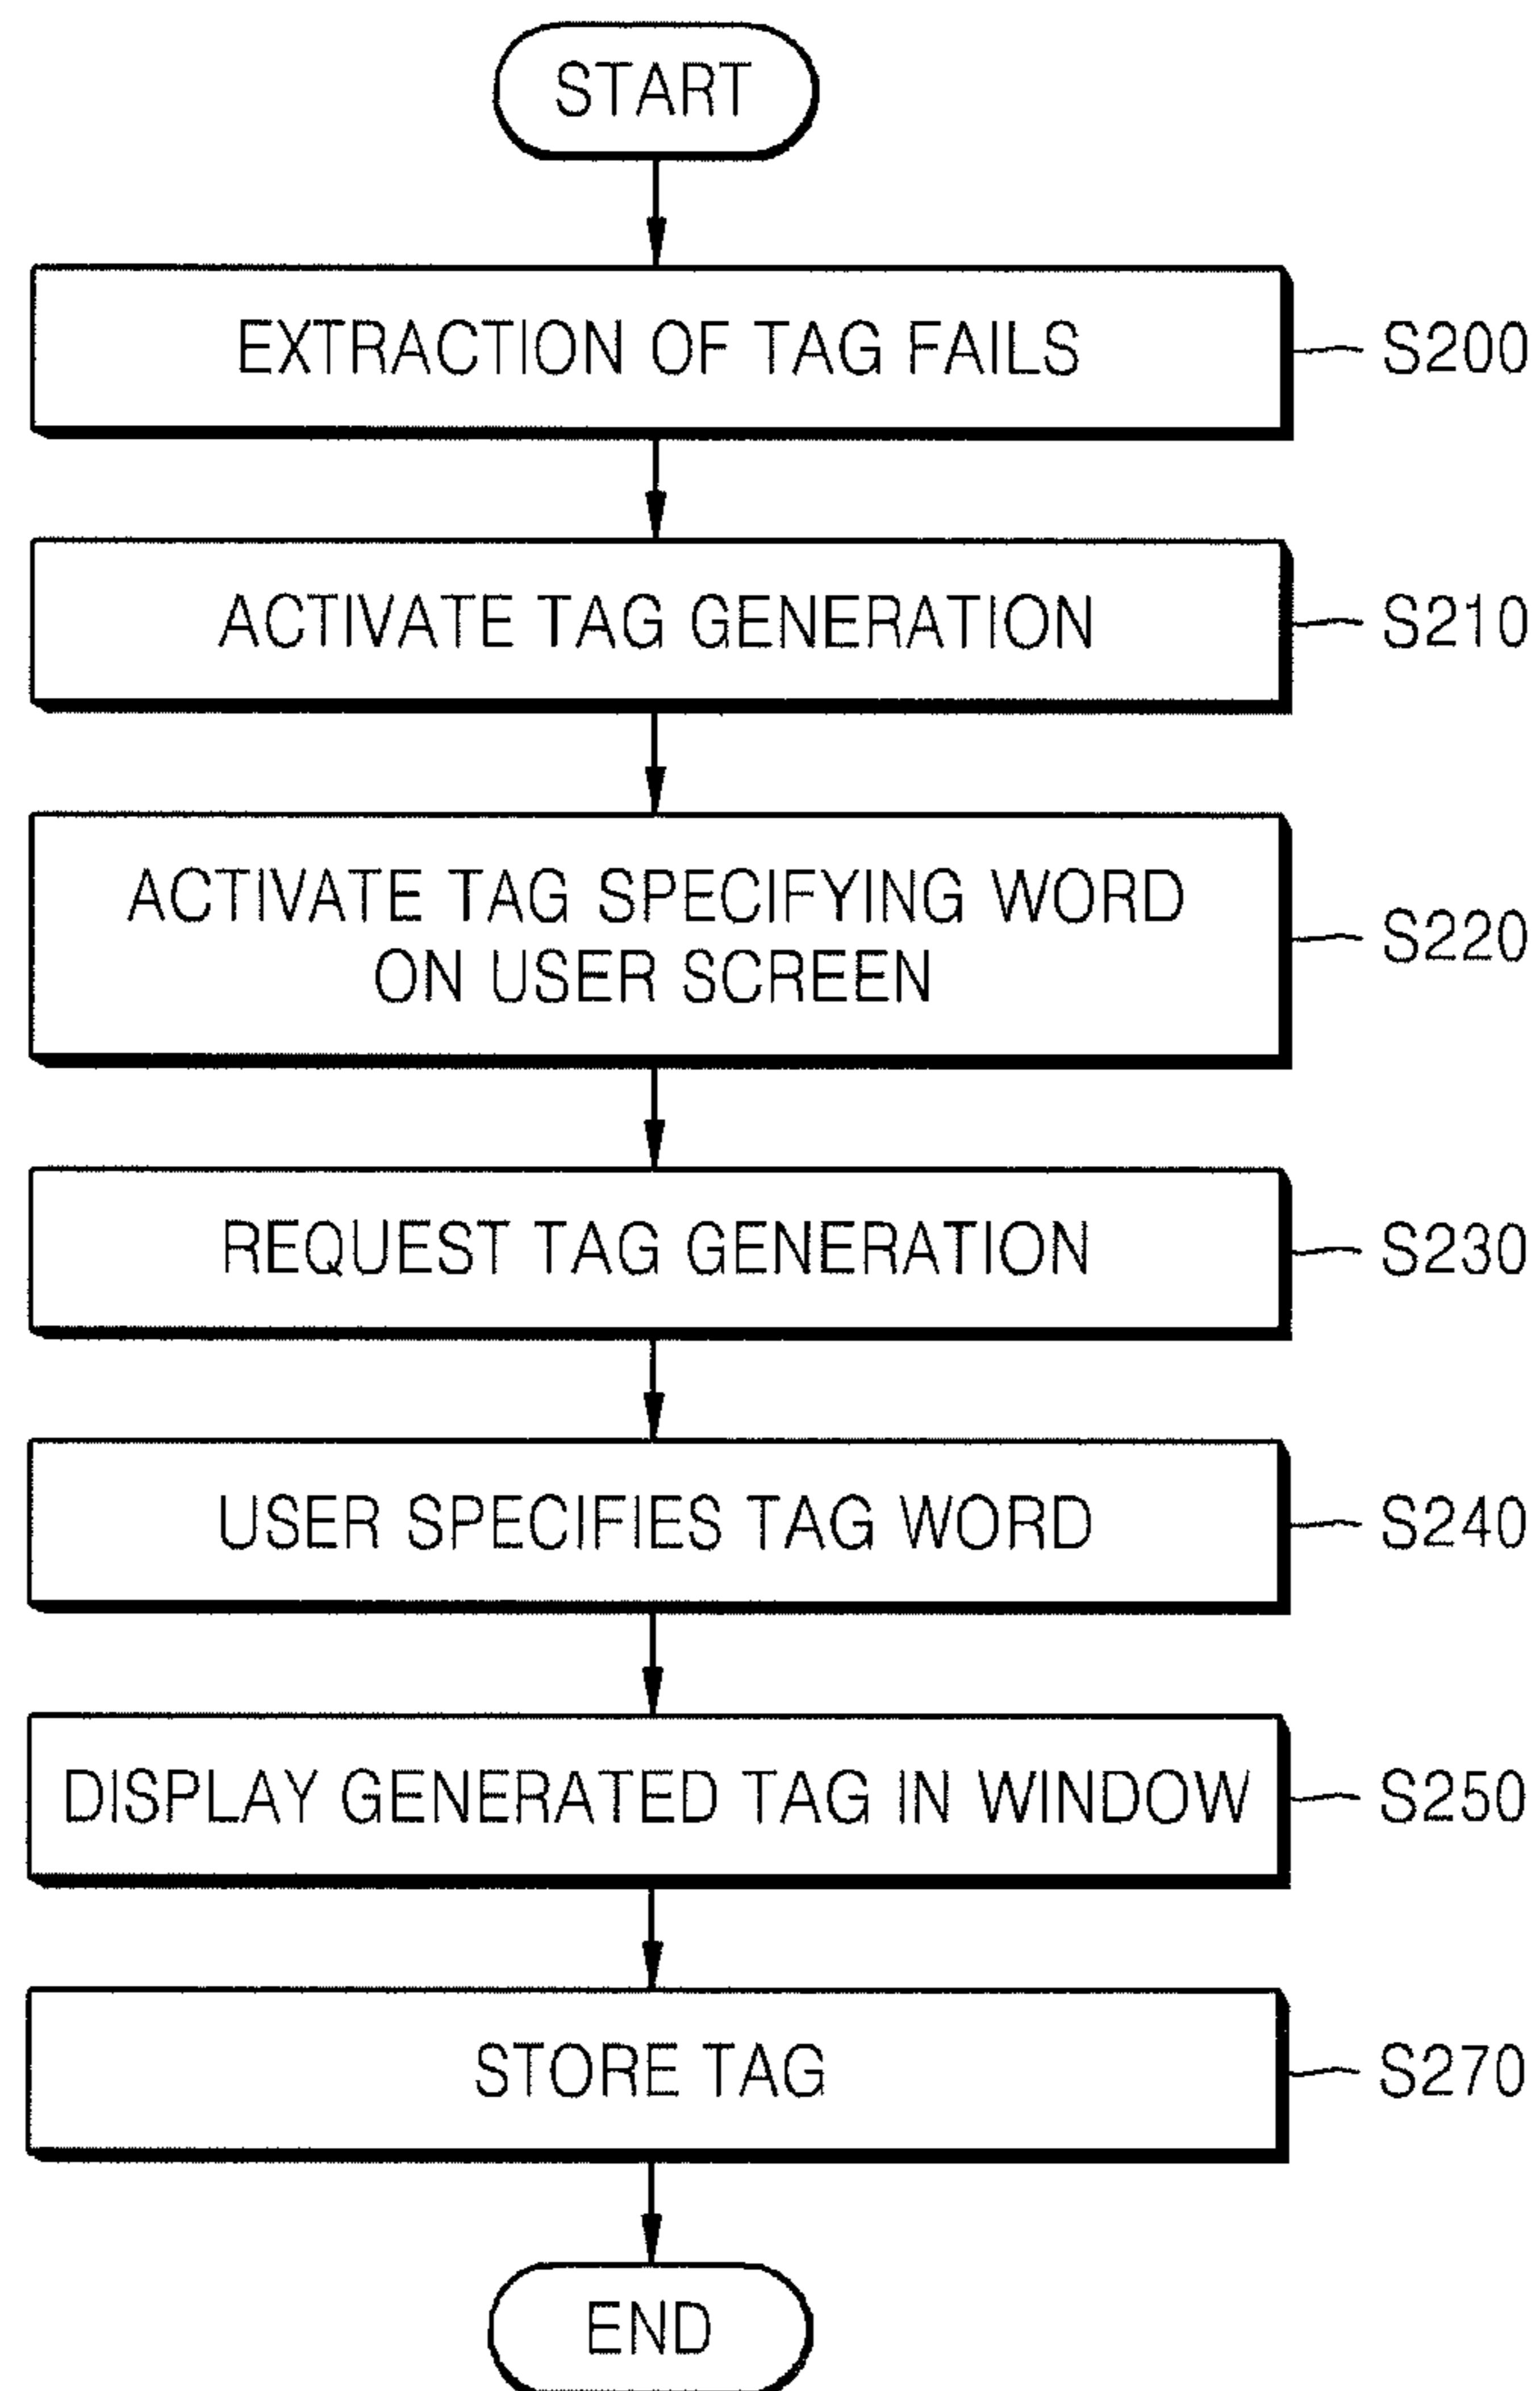 START
EXTRACTION OF TAG FAILS
S200
ACTIVATE TAG GENERATION
S210
ACTIVATE TAG SPECIFYING WORD
ON USER SCREEN
S220
REQUEST TAG GENERATION
S230
USER SPECIFIES TAG WORD
S240
DISPLAY GENERATED TAG IN WINDOW
S250
STORE TAG
S270
END